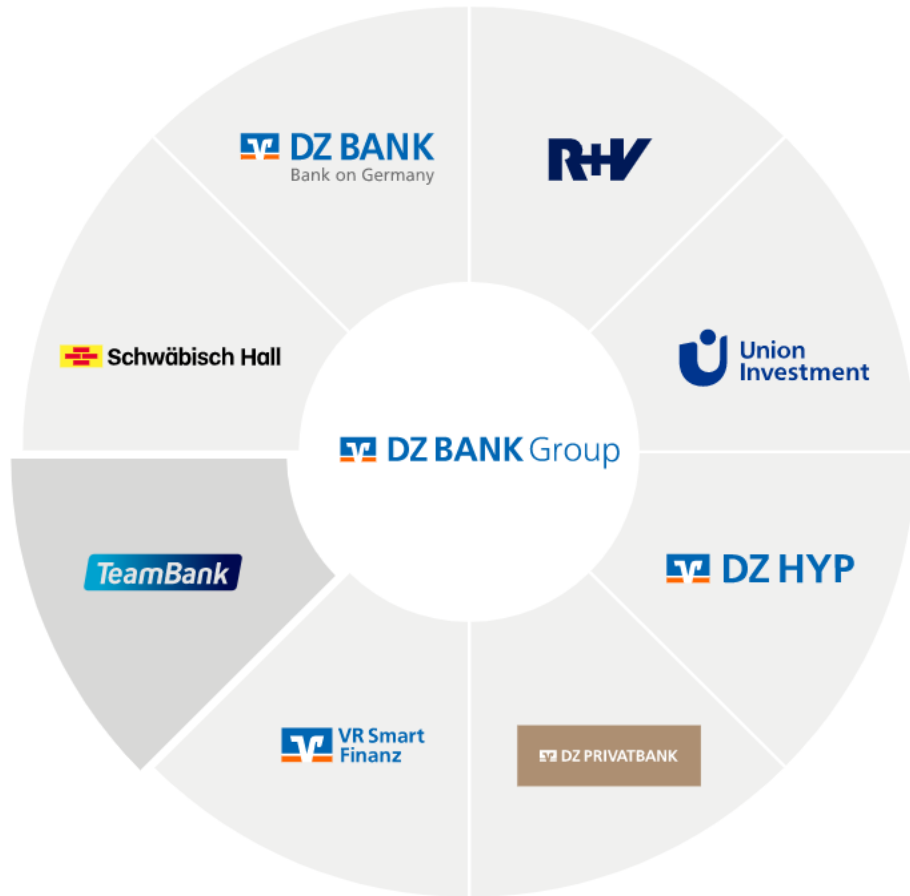 DZ BANK
Bank on Germany
R+V
Schwäbisch Hall
Union
Investment
DZ BANK Group
TeamBank
DZ HYP
VR Smart
Finanz
DZ PRIVATBANK